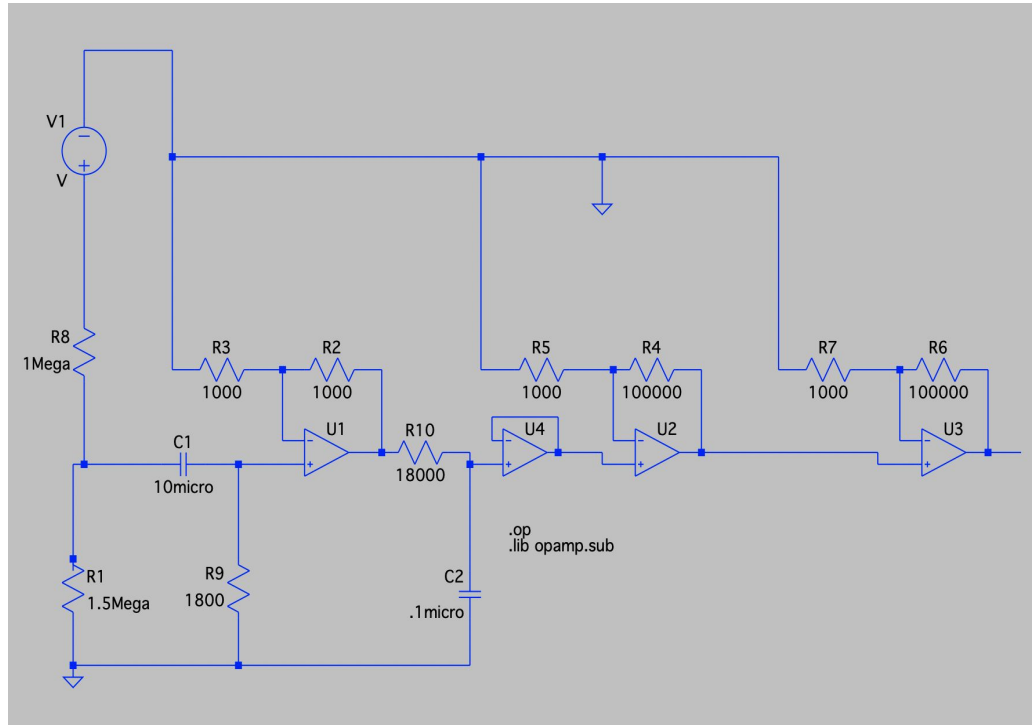 V1
V
R8
1Mega
R3
1000
R2
1000
R5
1000
R4
100000
R7
1000
R6
100000
U1
R10
18000
U4
U2
U3
C1
10micro
.op
.lib opamp.sub
R1
1.5Mega
R9
1800
C2
.1micro